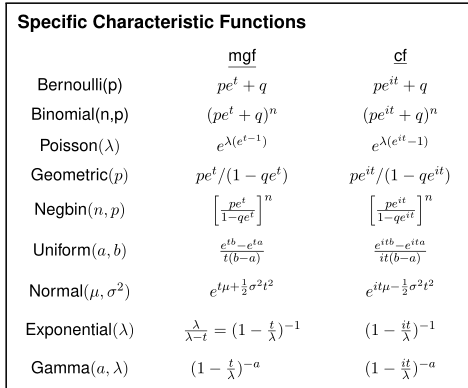 Specific Characteristic Functions
mgf cf
Bernoulli(p) $pe^t + q$ $pe^{it} + q$
Binomial(n,p) $(pe^t + q)^n$ $(pe^{it} + q)^n$
Poisson$(\lambda)$ $e^{\lambda(e^{t-1})}$ $e^{\lambda(e^{it}-1)}$
Geometric$(p)$ $pe^t/(1 - qe^t)$ $pe^{it}/(1 - qe^{it})$
Negbin$(n, p)$ $\left[\frac{pe^t}{1-qe^t}\right]^n$ $\left[\frac{pe^{it}}{1-qe^{it}}\right]^n$
Uniform$(a, b)$ $\frac{e^{tb}-e^{ta}}{t(b-a)}$ $\frac{e^{itb}-e^{ita}}{it(b-a)}$
Normal$(\mu, \sigma^2)$ $e^{t\mu+\frac{1}{2}\sigma^2t^2}$ $e^{it\mu-\frac{1}{2}\sigma^2t^2}$
Exponential$(\lambda)$ $\frac{\lambda}{\lambda-t} = (1 - \frac{t}{\lambda})^{-1}$ $(1 - \frac{it}{\lambda})^{-1}$
Gamma$(a, \lambda)$ $(1 - \frac{t}{\lambda})^{-a}$ $(1 - \frac{it}{\lambda})^{-a}$